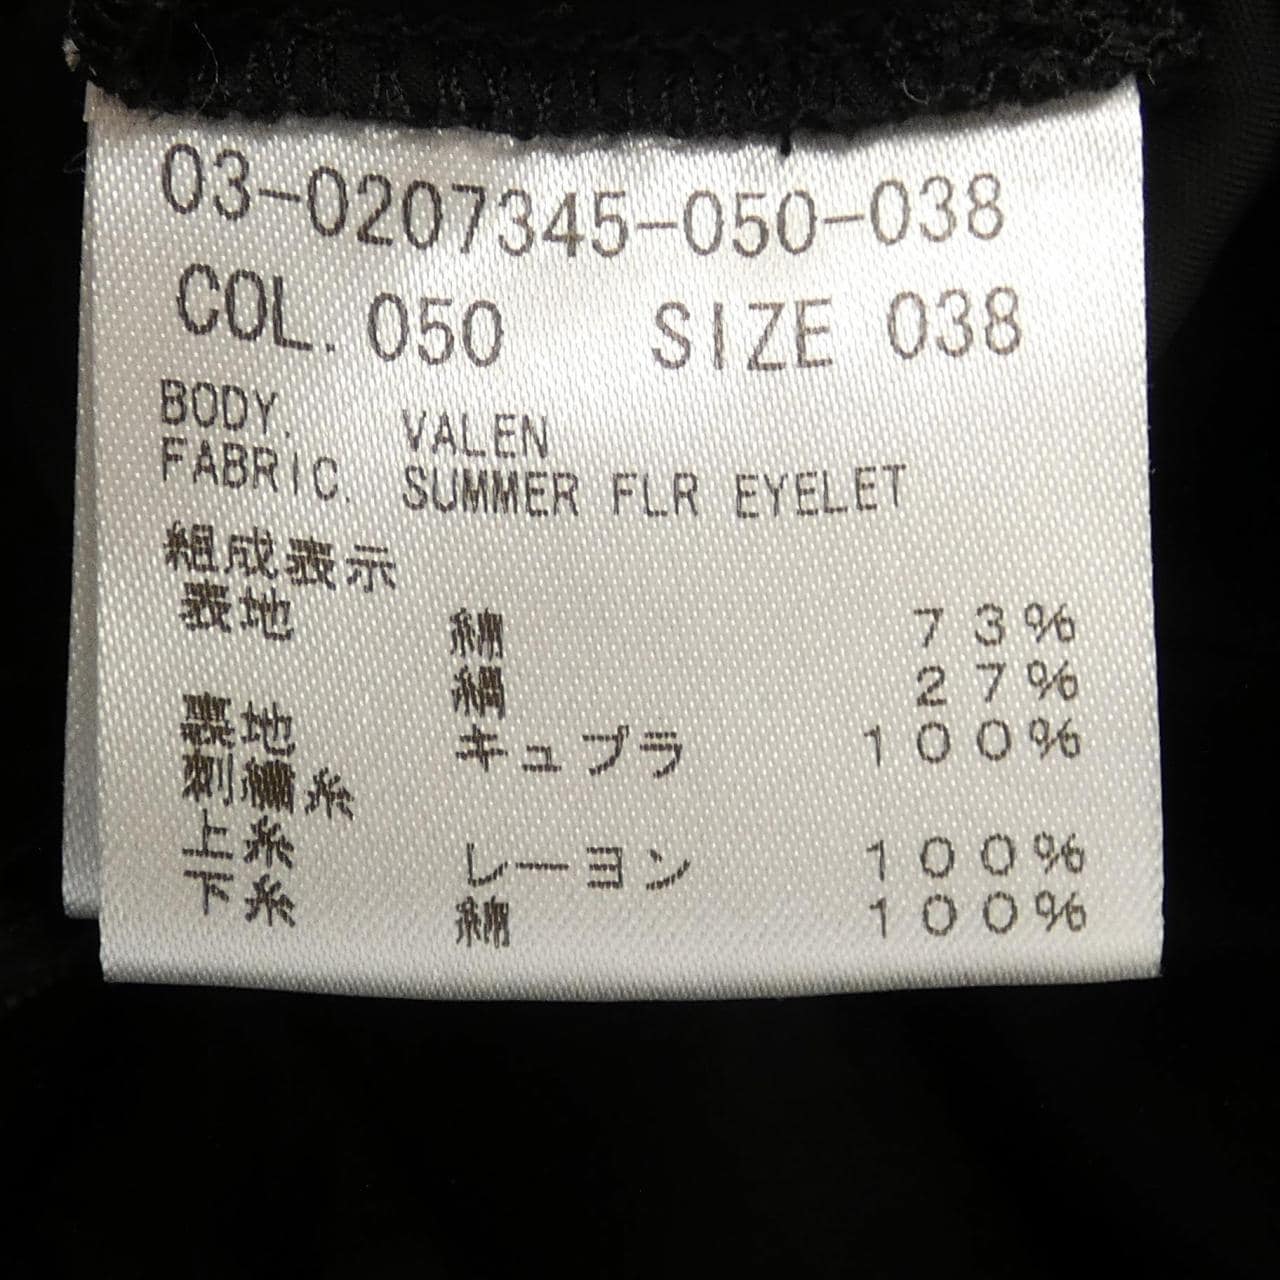 03-0207345-050-038
COL. 050 SIZE 038
BODY. VALEN
FABRIC. SUMMER FLR EYELET
組成表示
表地 綿 73%
絹 27%
裏地 キュプラ 100%
刺繍糸
上糸 レーヨン 100%
下糸 綿 100%